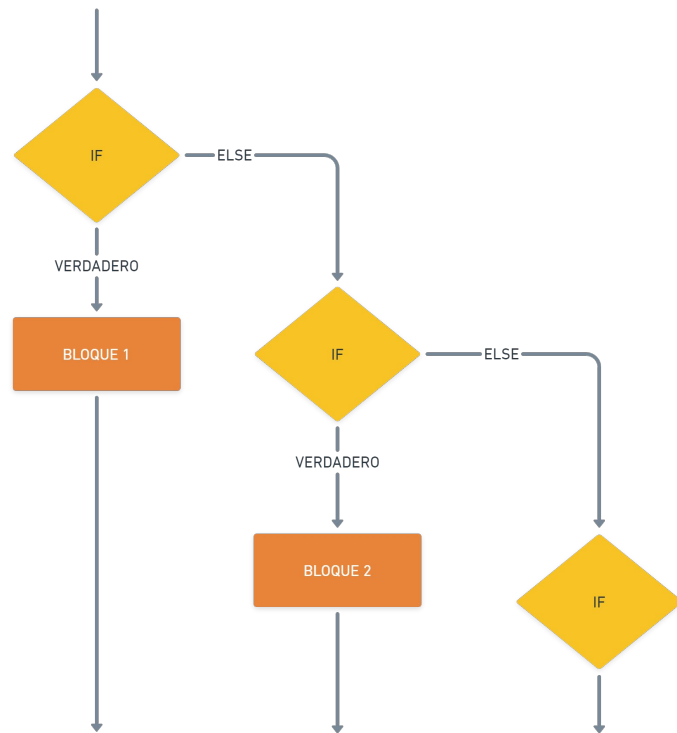 IF
ELSE
VERDADERO
BLOQUE 1
IF
ELSE
VERDADERO
BLOQUE 2
IF